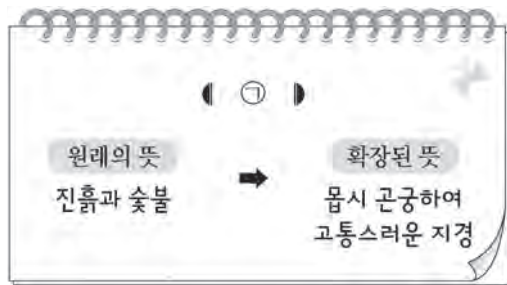 ㉠
원래의 뜻
진흙과 숯불
확장된 뜻
몹시 곤궁하여
고통스러운 지경